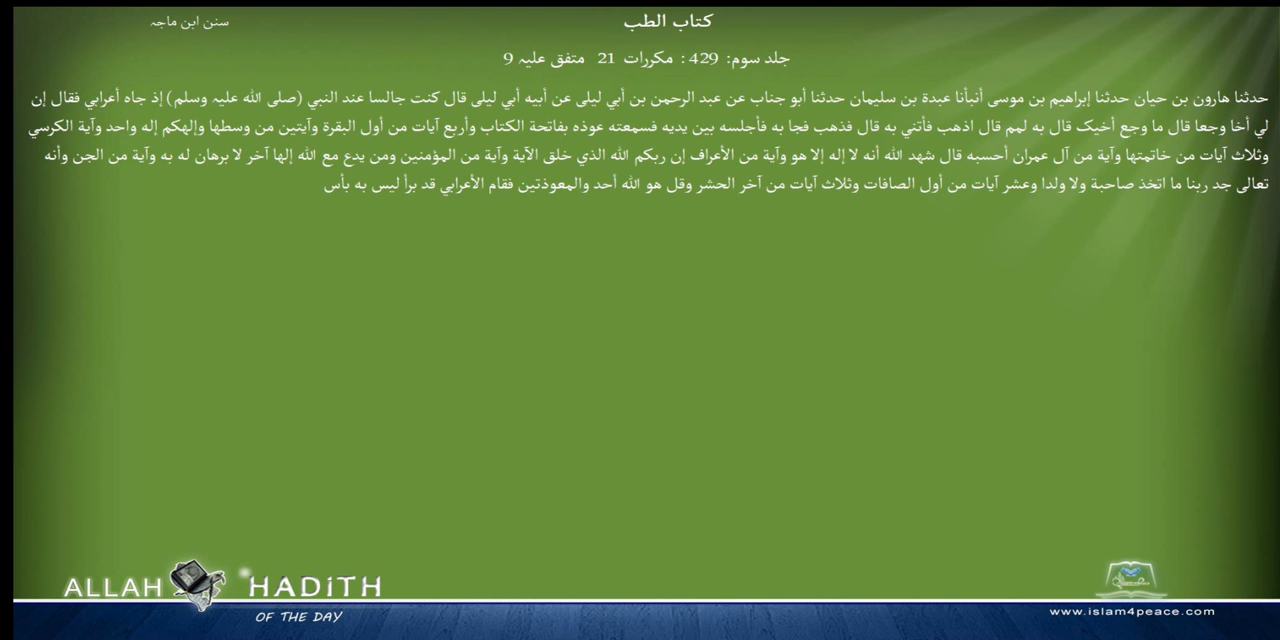 كتاب الطب
سنن ابن ماجہ
جلد سوم: 429 : مکررات 21 متفق علیہ 9
حدثنا هارون بن حيان حدثنا إبراهيم بن موسى أنبأنا عبدة بن سليمان حدثنا أبو جناب عن عبد الرحمن بن أبي ليلى عن أبيه أبي ليلى قال كنت جالسا عند النبي (صلى الله عليہ وسلم) إذ جاه أعرابي فقال إن
لي أخا وجعا قال ما وجع أخيک قال به لمم قال اذهب فأتني به قال فذهب فجا به فأجلسه بين يديه فسمعته عوذه بفاتحة الكتاب وأربع آيات من أول البقرة وآيتين من وسطها وإلهكم إله واحد وآية الكرسي
وثلاث آيات من خاتمتها وآية من آل عمران أحسبه قال شهد الله أنه لا إله إلا هو وآية من الأعراف إن ربكم الله الذي خلق الآية وآية من المؤمنين ومن يدع مع الله إلها آخر لا برهان له به وآية من الجن وأنه
تعالى جد ربنا ما اتخذ صاحبة ولا ولدا وعشر آيات من أول الصافات وثلاث آيات من آخر الحشر وقل هو الله أحد والمعوذتين فقام الأعرابي قد برأ ليس به بأس
ALLAH HADITH
OF THE DAY
www.islam4peace.com